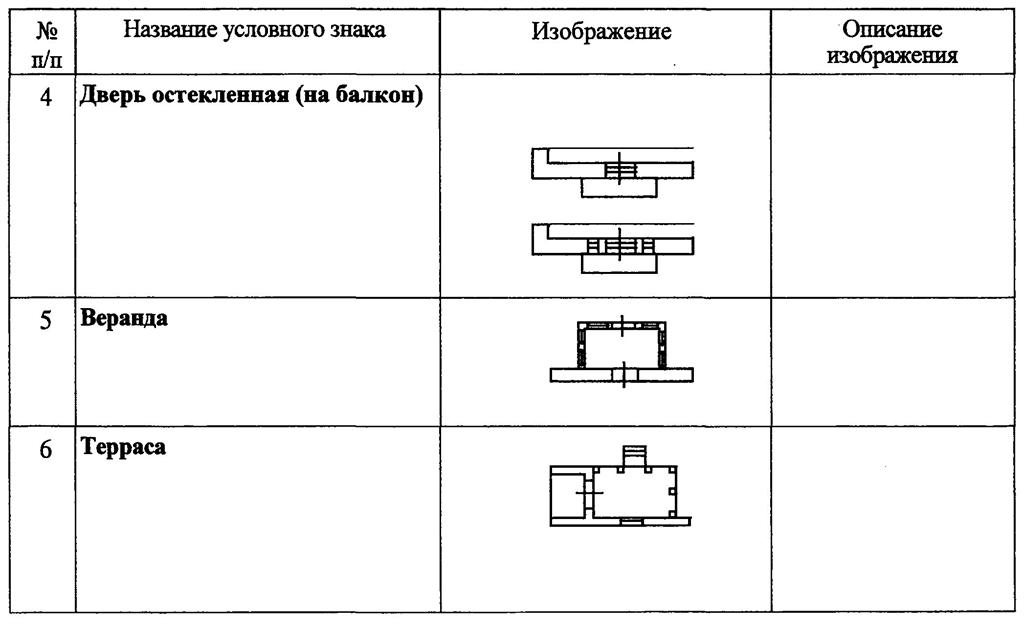 №
п/п
Название условного знака
Изображение
Описание
изображения
4
Дверь остекленная (на балкон)
5
Веранда
6
Терраса